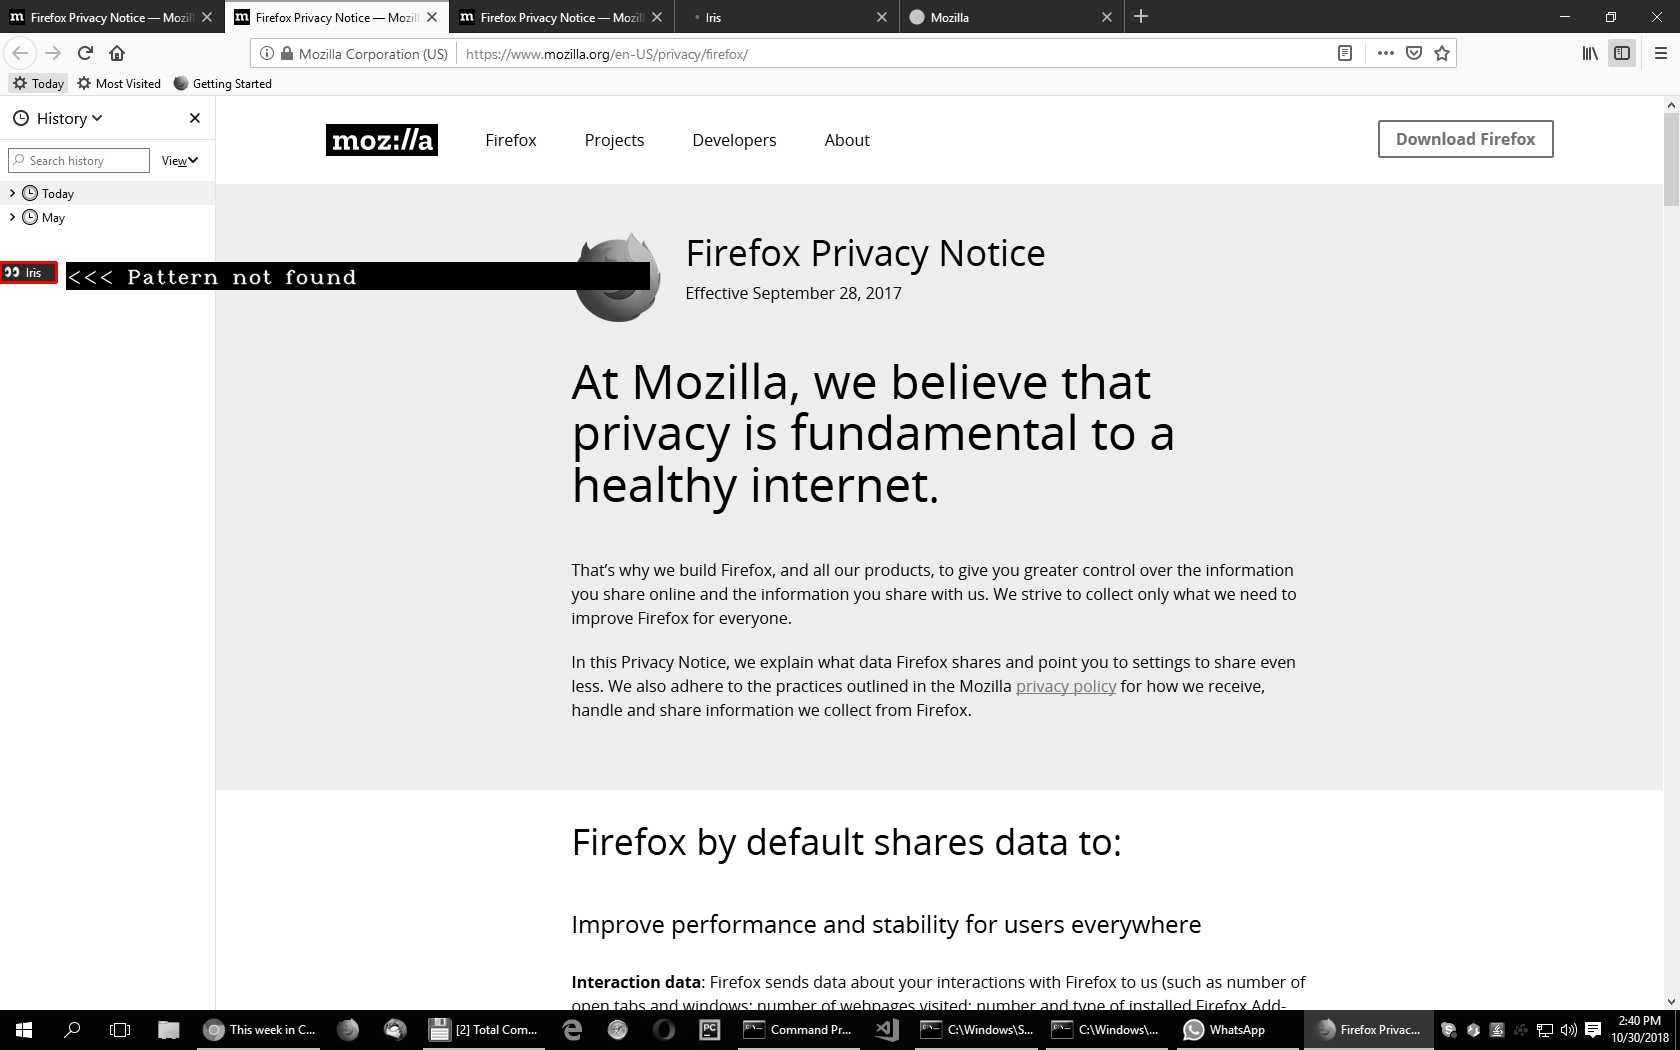 Firefox Privacy Notice — Mozil
Firefox Privacy Notice — Mozil
Firefox Privacy Notice — Mozil
Iris
Mozilla
Mozilla Corporation (US)
https://www.mozilla.org/en-US/privacy/firefox/
Today
Most Visited
Getting Started
History
Search history
View
Today
May
Iris
<<< Pattern not found
moz://a
Firefox
Projects
Developers
About
Download Firefox
Firefox Privacy Notice
Effective September 28, 2017
At Mozilla, we believe that
privacy is fundamental to a
healthy internet.
That’s why we build Firefox, and all our products, to give you greater control over the information
you share online and the information you share with us. We strive to collect only what we need to
improve Firefox for everyone.
In this Privacy Notice, we explain what data Firefox shares and point you to settings to share even
less. We also adhere to the practices outlined in the Mozilla privacy policy for how we receive,
handle and share information we collect from Firefox.
Firefox by default shares data to:
Improve performance and stability for users everywhere
Interaction data: Firefox sends data about your interactions with Firefox to us (such as number of
open tabs and windows; number of webpages visited; number and type of installed Firefox Add-
This week in C...
[2] Total Com...
PC
Command Pr...
C:\Windows\S...
C:\Windows\...
WhatsApp
Firefox Privac...
2:40 PM
10/30/2018